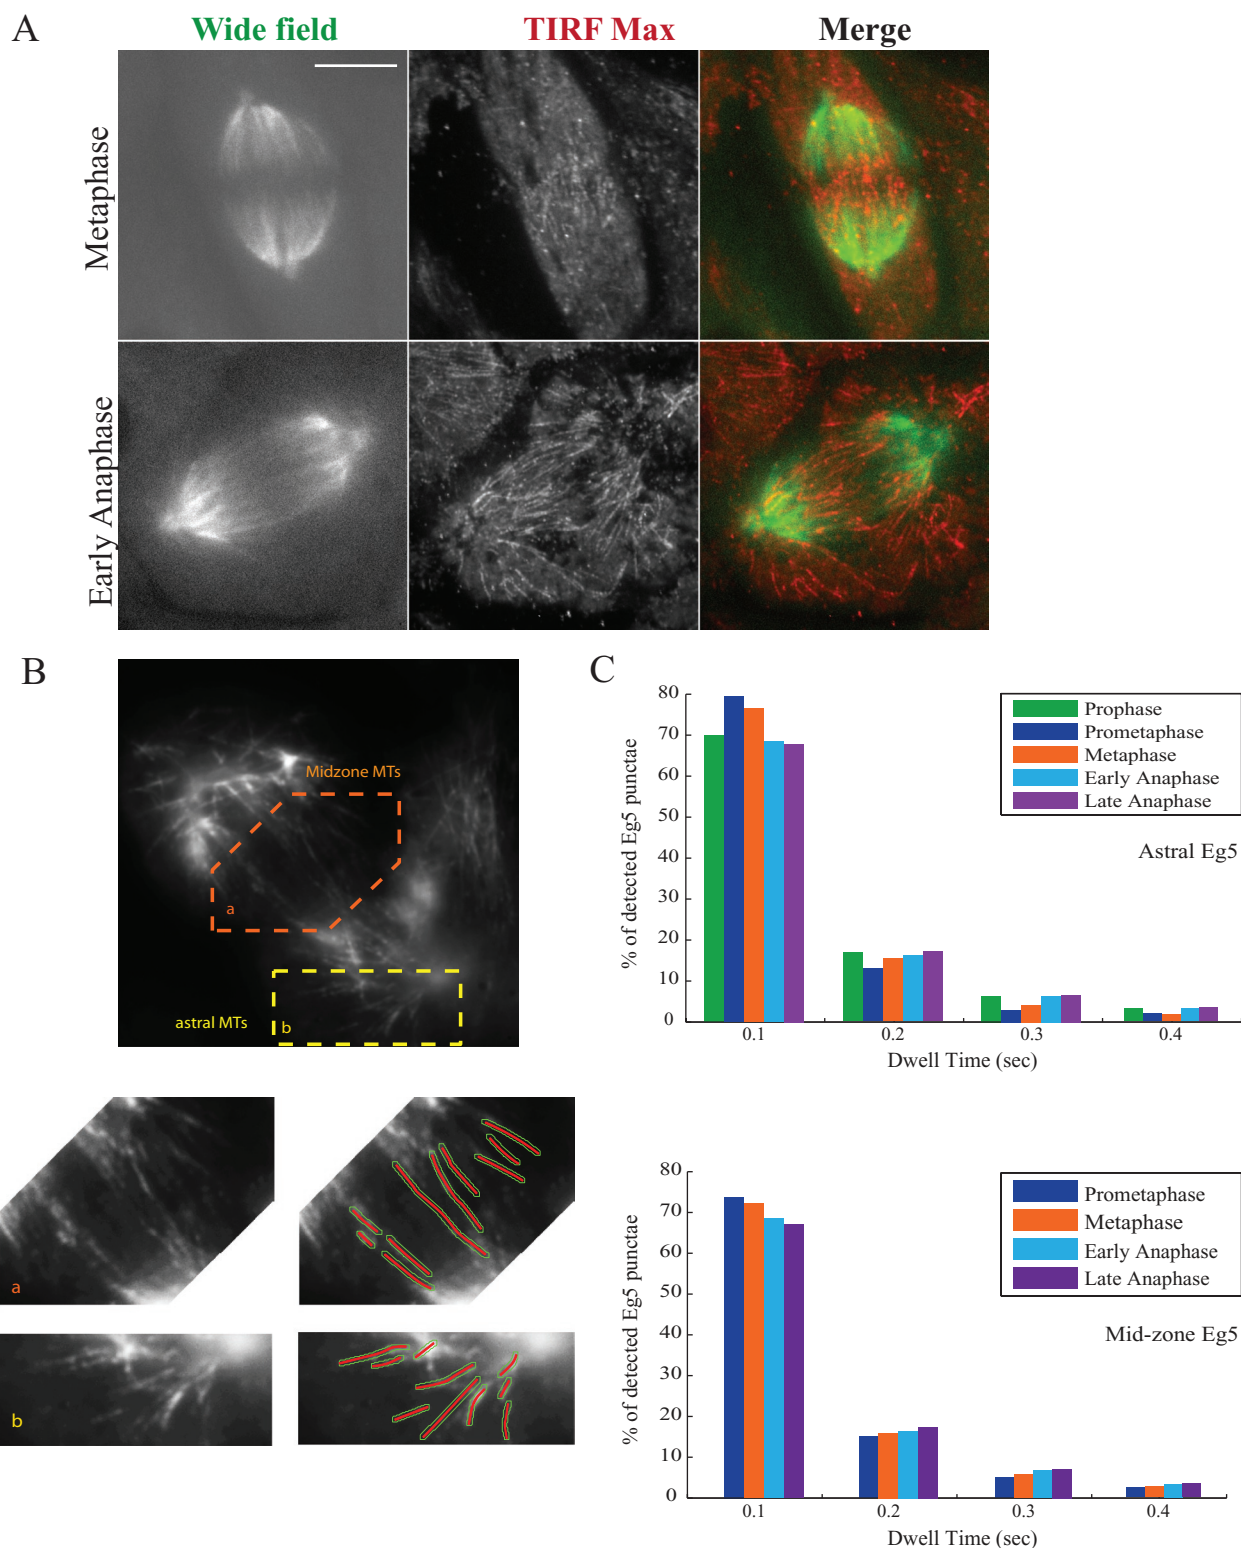 A
Wide field
TIRF Max
Merge
Metaphase
Early Anaphase
B
Midzone MTs
a
astral MTs
b
a
b
C
80
70
60
50
40
30
20
10
0
% of detected Eg5 punctae
0.1
0.2
0.3
0.4
Dwell Time (sec)
Prophase
Prometaphase
Metaphase
Early Anaphase
Late Anaphase
Astral Eg5
80
70
60
50
40
30
20
10
0
% of detected Eg5 punctae
0.1
0.2
0.3
0.4
Dwell Time (sec)
Prometaphase
Metaphase
Early Anaphase
Late Anaphase
Mid-zone Eg5